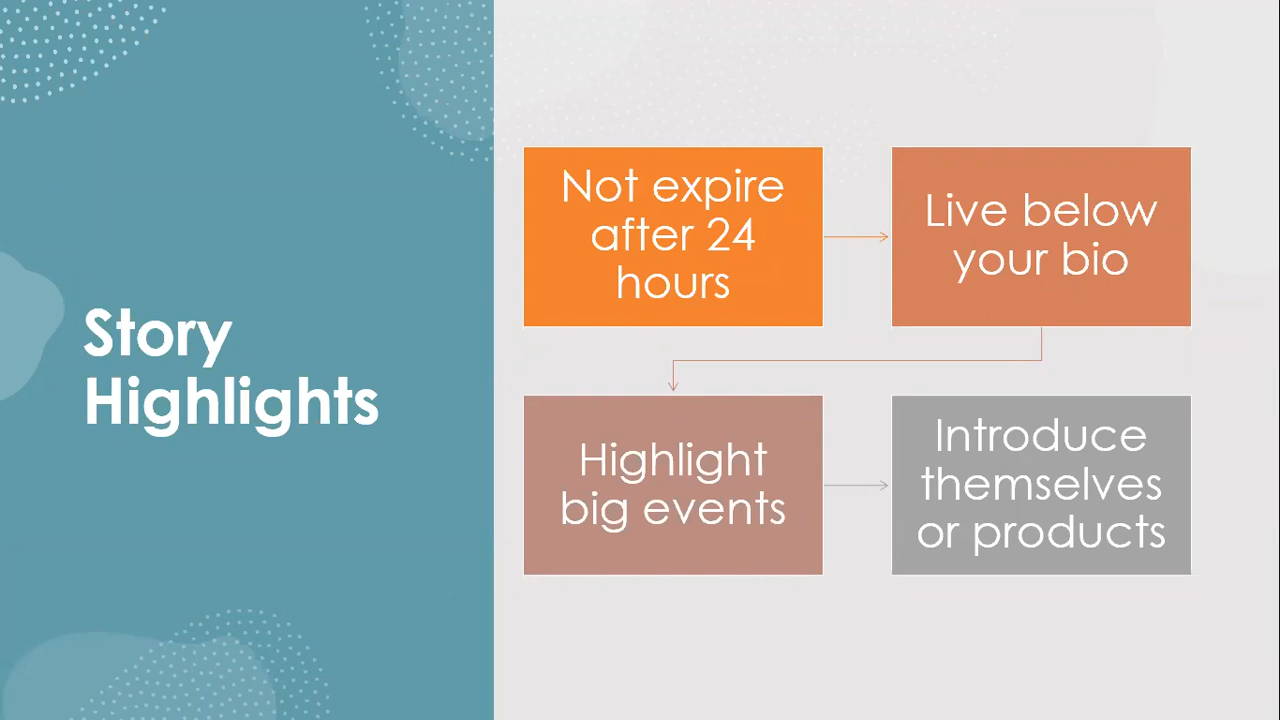 Story
Highlights
Not expire
after 24
hours
Live below
your bio
Highlight
big events
Introduce
themselves
or products